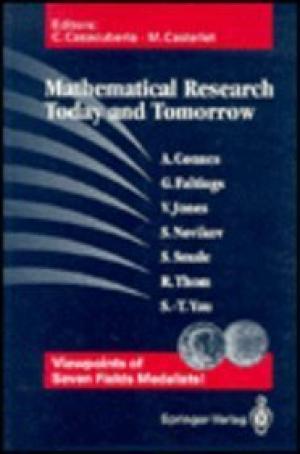 Editors:
C. Casacuberta · M. Castellet
Mathematical Research
Today and Tomorrow
A. Connes
G. Faltings
V. Jones
S. Novikov
S. Smale
R. Thom
S.-T. Yau
Viewpoints of
Seven Fields Medalists!
Springer-Verlag